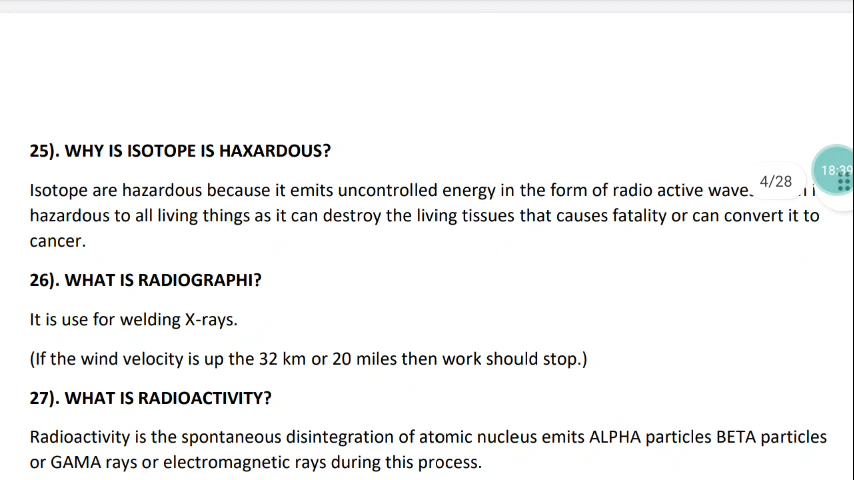 25). WHY IS ISOTOPE IS HAXARDOUS?
4/28
18:39
Isotope are hazardous because it emits uncontrolled energy in the form of radio active wave.
hazardous to all living things as it can destroy the living tissues that causes fatality or can convert it to
cancer.
26). WHAT IS RADIOGRAPHI?
It is use for welding X-rays.
(If the wind velocity is up the 32 km or 20 miles then work should stop.)
27). WHAT IS RADIOACTIVITY?
Radioactivity is the spontaneous disintegration of atomic nucleus emits ALPHA particles BETA particles
or GAMA rays or electromagnetic rays during this process.